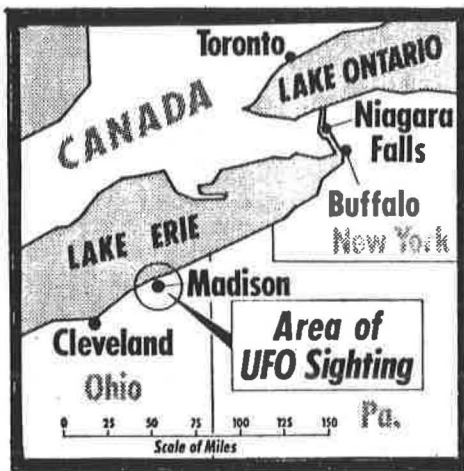 Toronto
LAKE ONTARIO
CANADA
Niagara
Falls
Buffalo
New York
LAKE ERIE
Madison
Cleveland
Area of
UFO Sighting
Ohio
Pa.
0 25 50 75 100 125 150
Scale of Miles